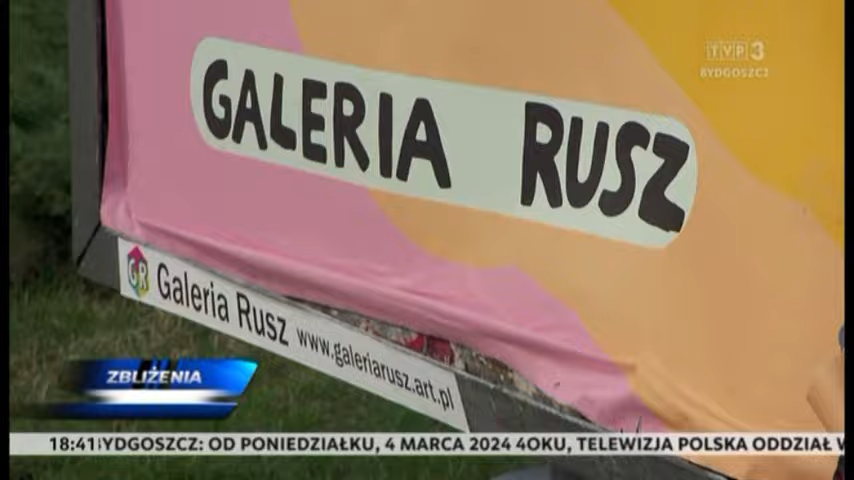 TVP3
BYDGOSZCZ
GALERIA RUSZ
GR Galeria Rusz www.galeriarusz.art.pl
ZBLIŻENIA
18:41 YDGOSZCZ: OD PONIEDZIAŁKU, 4 MARCA 2024 4OKU, TELEWIZJA POLSKA ODDZIAŁ W